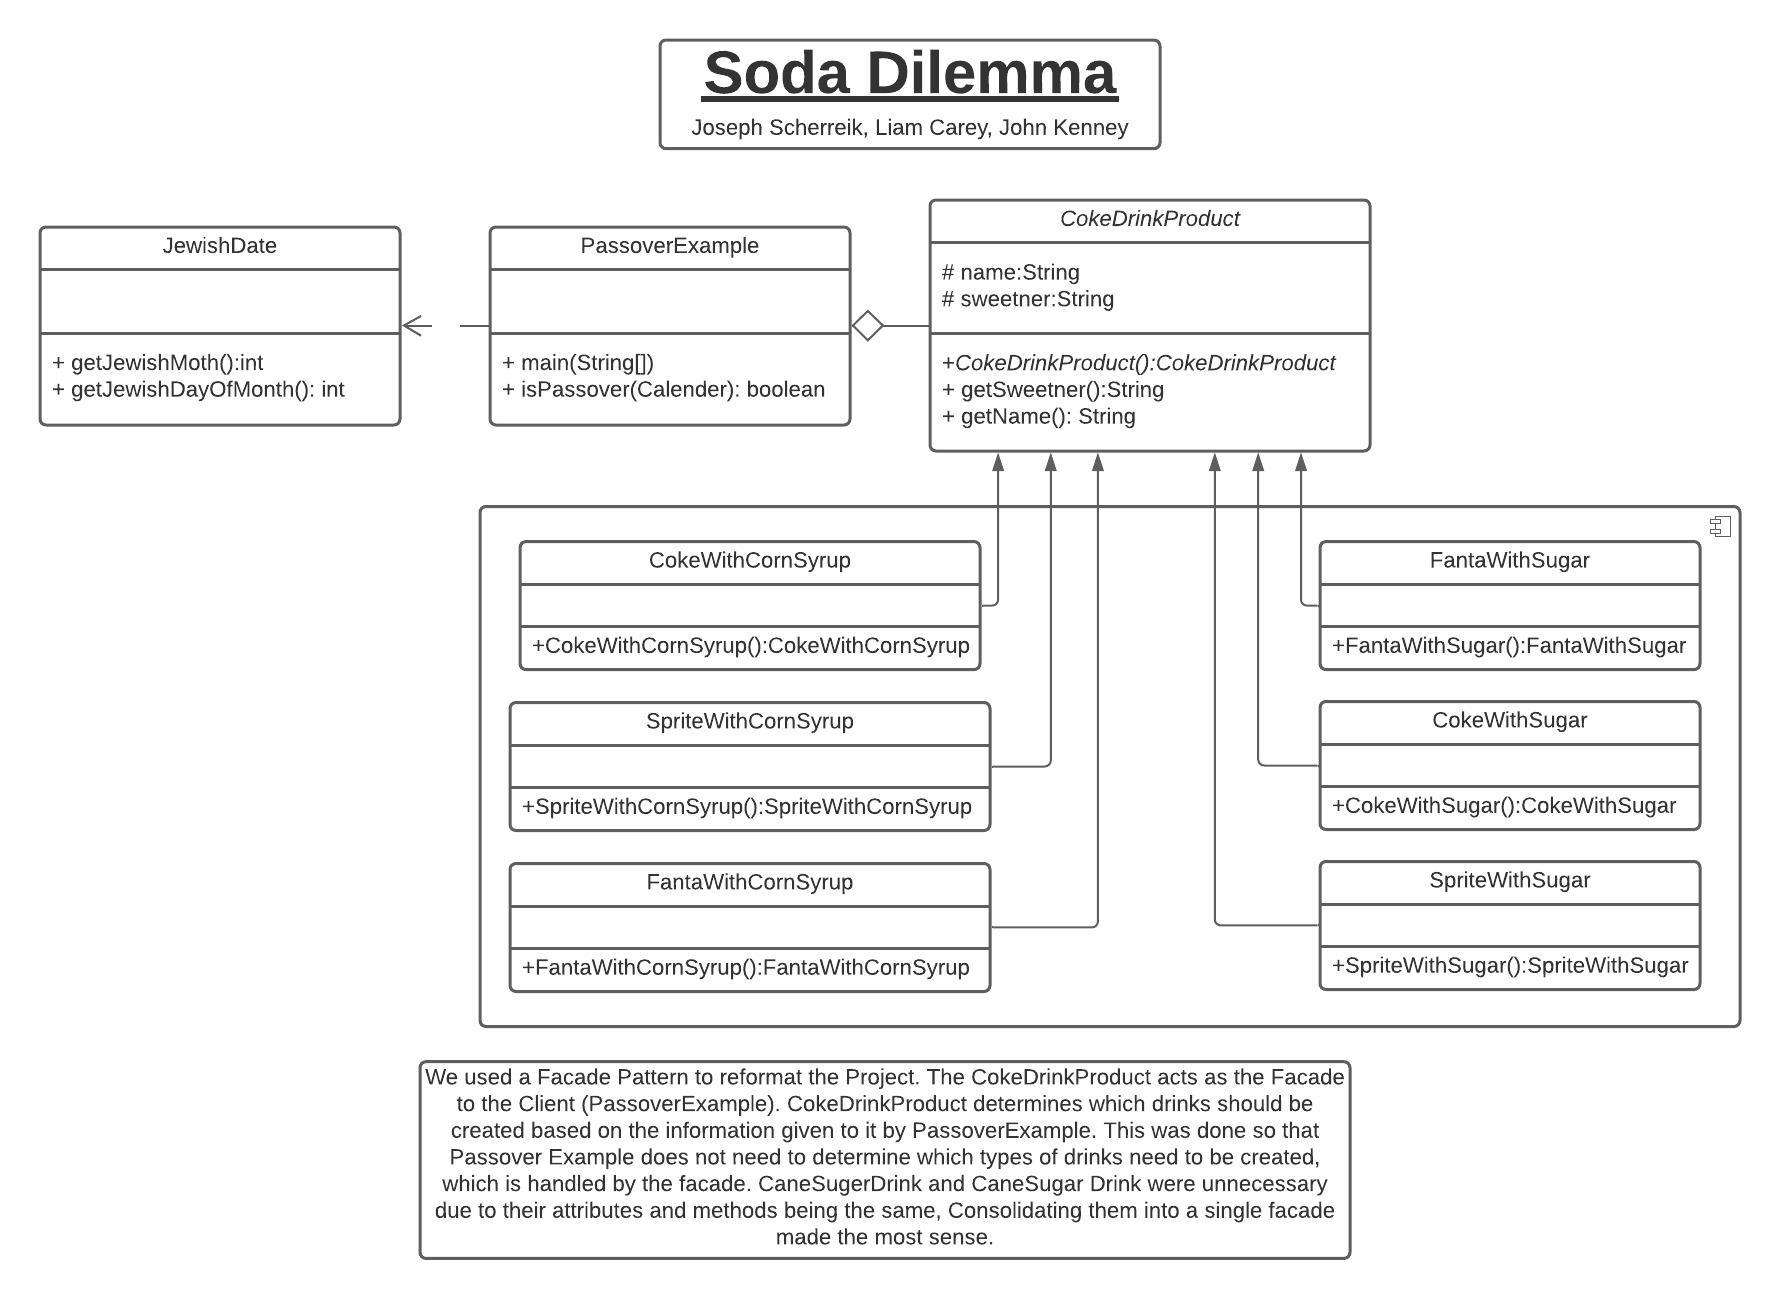 Soda Dilemma
Joseph Scherreik, Liam Carey, John Kenney
JewishDate
+ getJewishMoth():int
+ getJewishDayOfMonth(): int
PassoverExample
+ main(String[])
+ isPassover(Calender): boolean
CokeDrinkProduct
# name:String
# sweetner:String
+CokeDrinkProduct():CokeDrinkProduct
+ getSweetner():String
+ getName(): String
CokeWithCornSyrup
+CokeWithCornSyrup():CokeWithCornSyrup
SpriteWithCornSyrup
+SpriteWithCornSyrup():SpriteWithCornSyrup
FantaWithCornSyrup
+FantaWithCornSyrup():FantaWithCornSyrup
FantaWithSugar
+FantaWithSugar():FantaWithSugar
CokeWithSugar
+CokeWithSugar():CokeWithSugar
SpriteWithSugar
+SpriteWithSugar():SpriteWithSugar
We used a Facade Pattern to reformat the Project. The CokeDrinkProduct acts as the Facade
to the Client (PassoverExample). CokeDrinkProduct determines which drinks should be
created based on the information given to it by PassoverExample. This was done so that
Passover Example does not need to determine which types of drinks need to be created,
which is handled by the facade. CaneSugerDrink and CaneSugar Drink were unnecessary
due to their attributes and methods being the same, Consolidating them into a single facade
made the most sense.